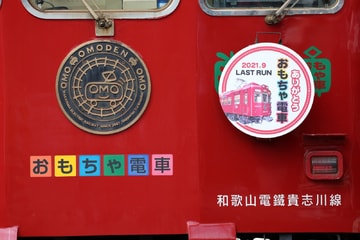 OMODEN
OMO
OMO
OMO
おもちゃ電車
2021.9
LAST RUN
ありがとう
おもちゃ電車
和歌山電鐵貴志川線